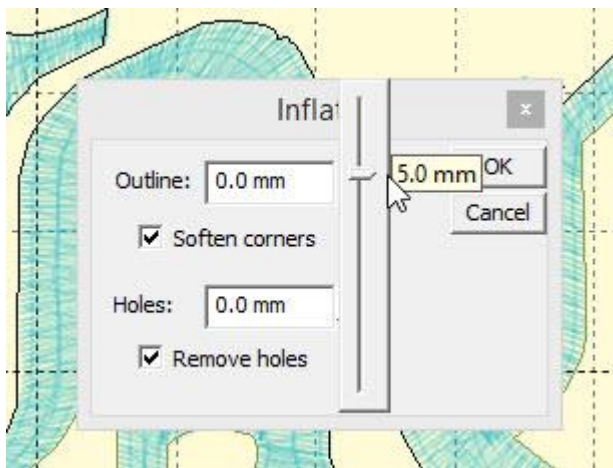 Inflat
Outline: 0.0 mm
5.0 mm
OK
Soften corners
Cancel
Holes: 0.0 mm
Remove holes